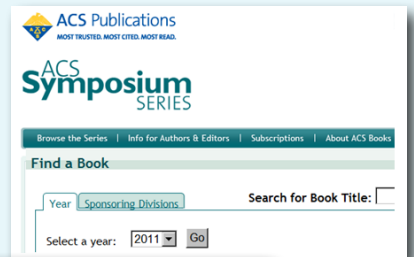 ACS Publications
MOST TRUSTED. MOST CITED. MOST READ.
ACS
Symposium
SERIES
Browse the Series | Info for Authors & Editors | Subscriptions | About ACS Books
Find a Book
Year Sponsoring Divisions Search for Book Title:
Select a year: 2011 Go